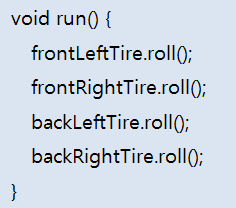 void run() {
    frontLeftTire.roll();
    frontRightTire.roll();
    backLeftTire.roll();
    backRightTire.roll();
}